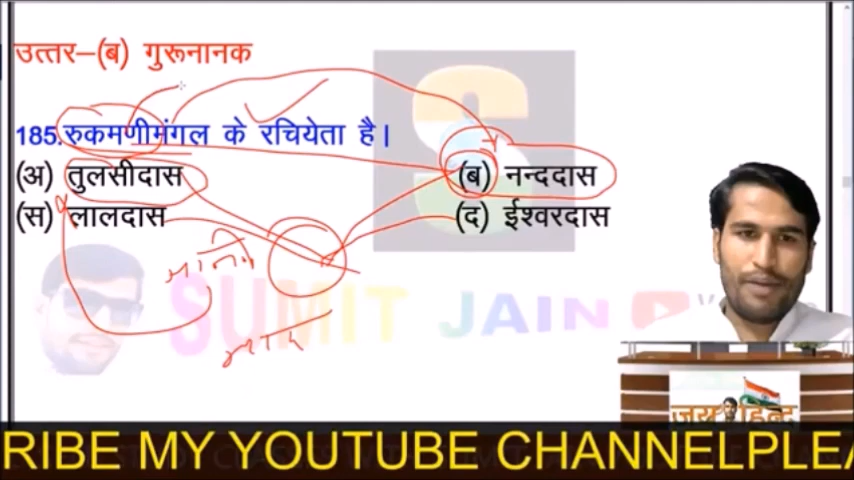 उत्तर–(ब) गुरूनानक
185. रुकमणीमंगल के रचियेता है।
(अ) तुलसीदास (ब) नन्ददास
(स) लालदास (द) ईश्वरदास
SUMIT JAIN
जय हिन्द
RIBE MY YOUTUBE CHANNELPLEA